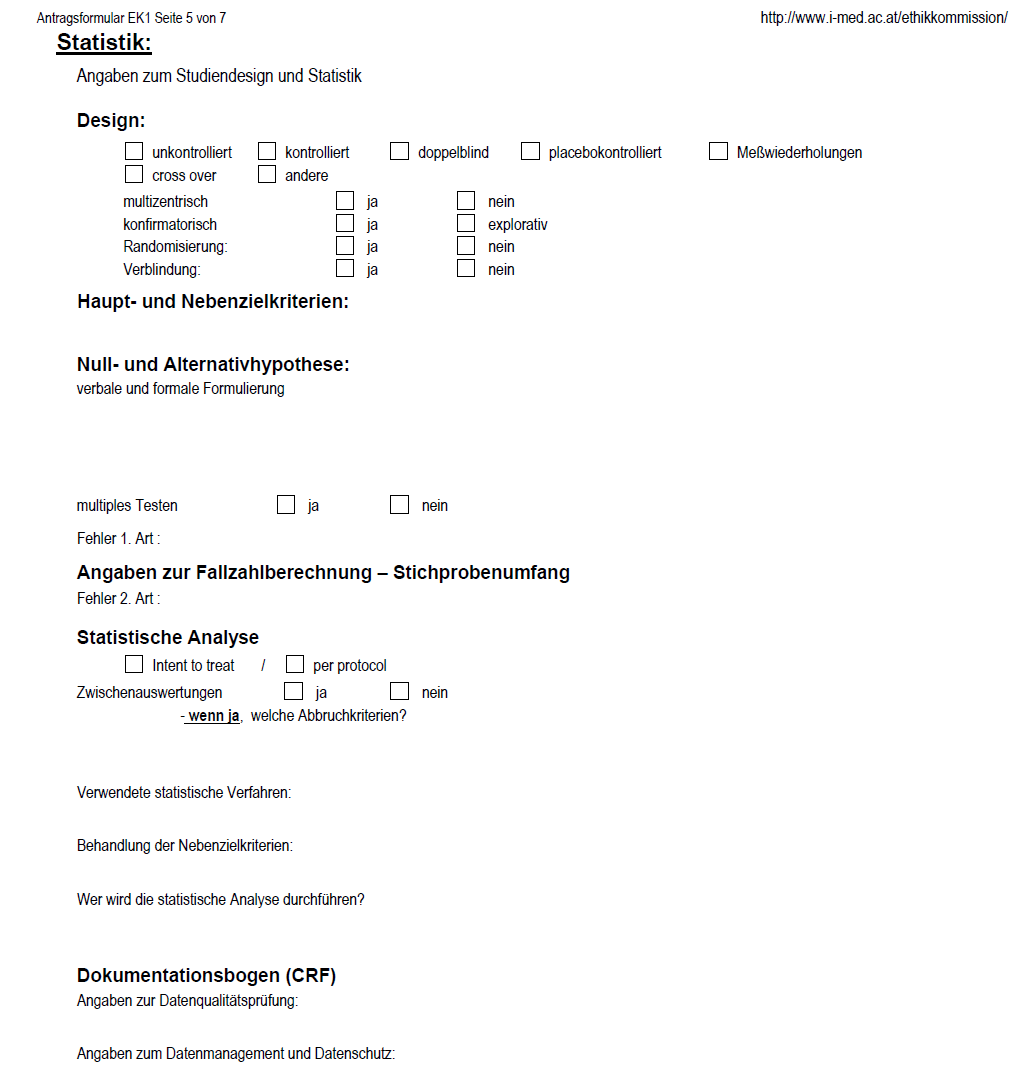 Antragsformular EK1 Seite 5 von 7 http://www.i-med.ac.at/ethikkommission/
Statistik:
Angaben zum Studiendesign und Statistik
Design:
unkontrolliert kontrolliert doppelblind placebokontrolliert Meßwiederholungen
cross over andere
multizentrisch ja nein
konfirmatorisch ja explorativ
Randomisierung: ja nein
Verblindung: ja nein
Haupt- und Nebenzielkriterien:
Null- und Alternativhypothese:
verbale und formale Formulierung
multiples Testen ja nein
Fehler 1. Art :
Angaben zur Fallzahlberechnung – Stichprobenumfang
Fehler 2. Art :
Statistische Analyse
Intent to treat / per protocol
Zwischenauswertungen ja nein
- wenn ja, welche Abbruchkriterien?
Verwendete statistische Verfahren:
Behandlung der Nebenzielkriterien:
Wer wird die statistische Analyse durchführen?
Dokumentationsbogen (CRF)
Angaben zur Datenqualitätsprüfung:
Angaben zum Datenmanagement und Datenschutz: